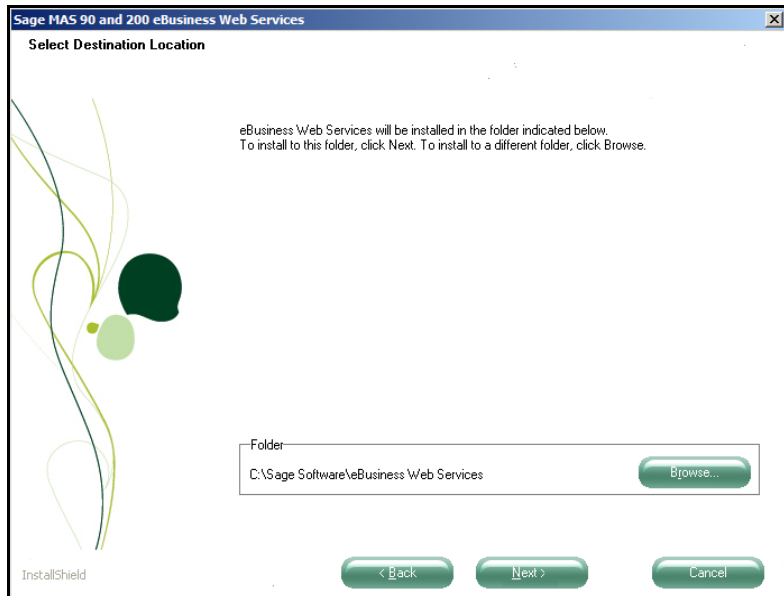 Sage MAS 90 and 200 eBusiness Web Services
Select Destination Location
eBusiness Web Services will be installed in the folder indicated below.
To install to this folder, click Next. To install to a different folder, click Browse.
Folder
C:\Sage Software\eBusiness Web Services
Browse...
InstallShield
< Back
Next >
Cancel